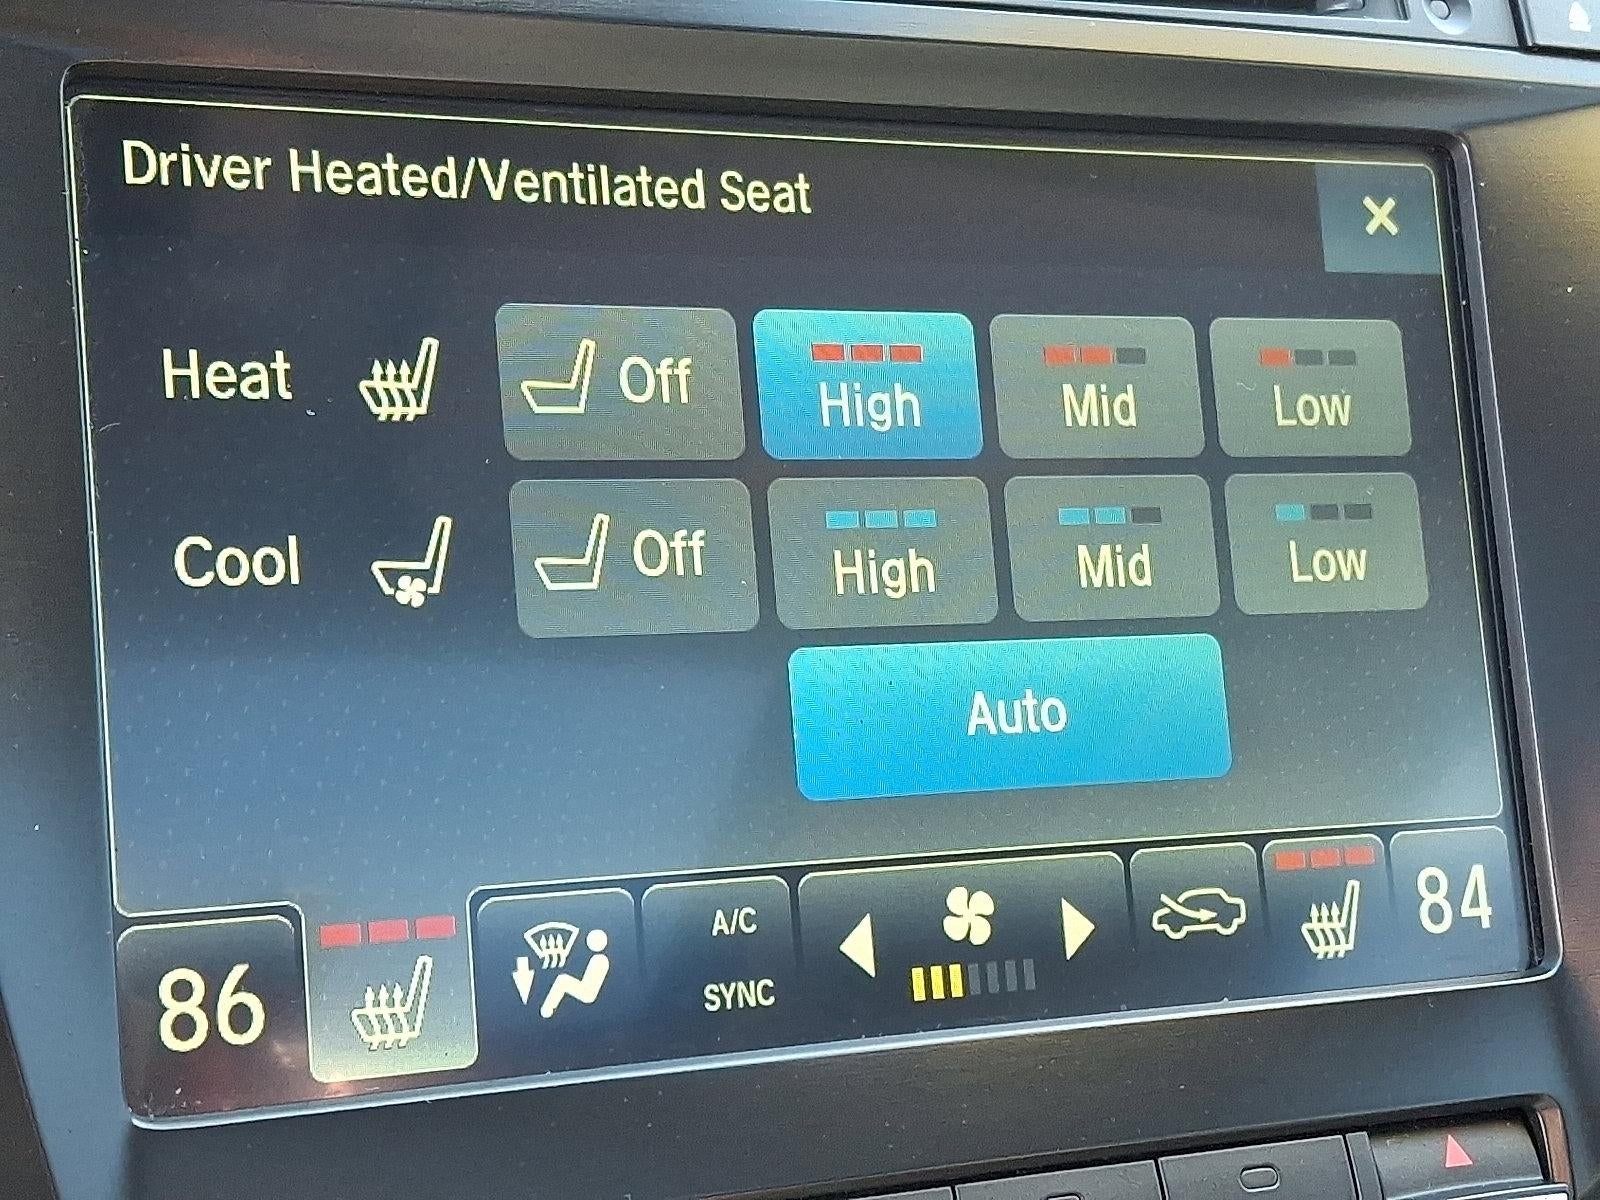 Driver Heated/Ventilated Seat
×
Heat Off High Mid Low
Cool Off High Mid Low
Auto
86 A/C SYNC 84